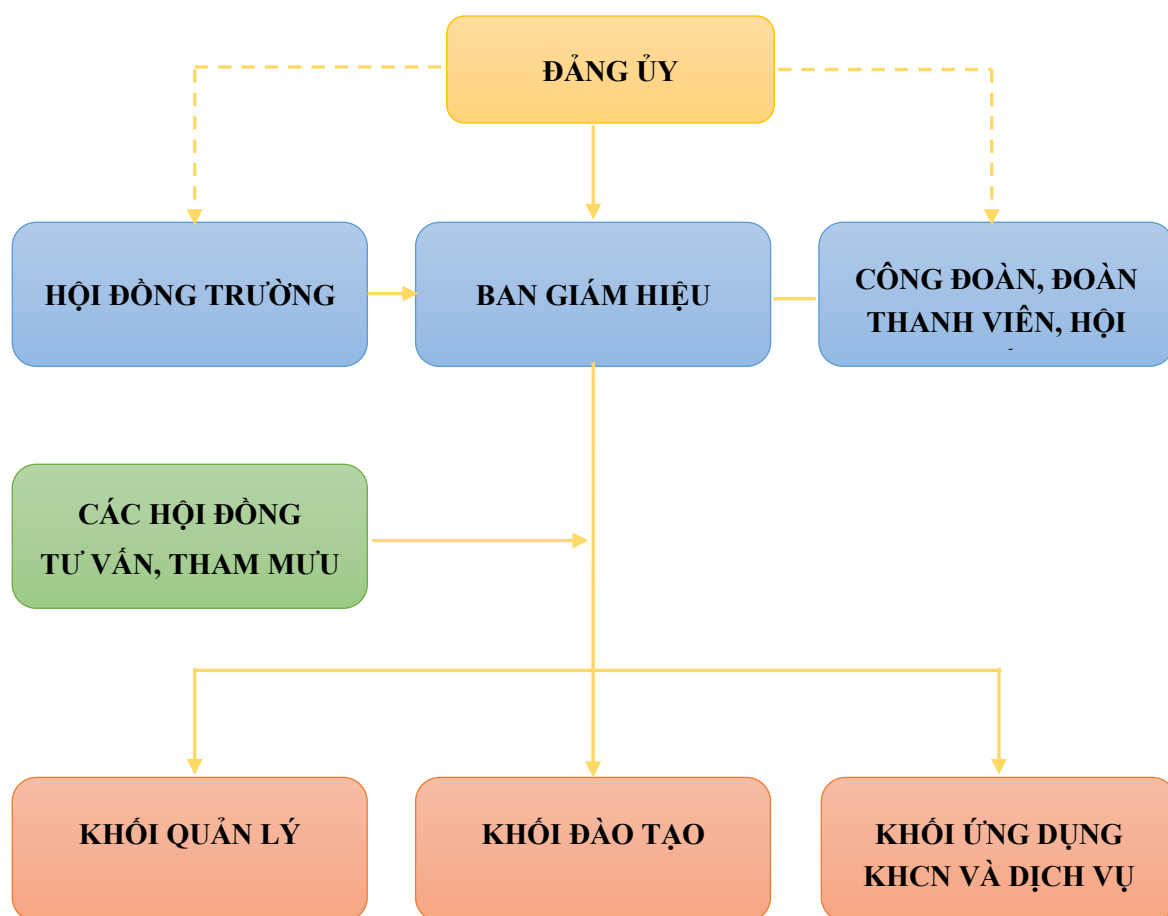 ĐẢNG ỦY
HỘI ĐỒNG TRƯỜNG
BAN GIÁM HIỆU
CÔNG ĐOÀN, ĐOÀN
THANH VIÊN, HỘI
CÁC HỘI ĐỒNG
TƯ VẤN, THAM MƯU
KHỐI QUẢN LÝ
KHỐI ĐÀO TẠO
KHỐI ỨNG DỤNG
KHCN VÀ DỊCH VỤ